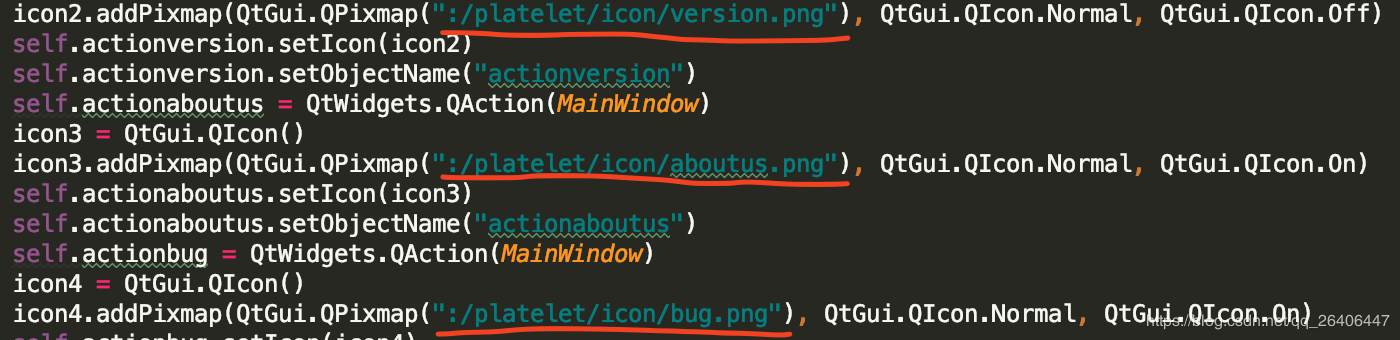 icon2.addPixmap(QtGui.QPixmap(":/platelet/icon/version.png"), QtGui.QIcon.Normal, QtGui.QIcon.Off)
self.actionversion.setIcon(icon2)
self.actionversion.setObjectName("actionversion")
self.actionaboutus = QtWidgets.QAction(MainWindow)
icon3 = QtGui.QIcon()
icon3.addPixmap(QtGui.QPixmap(":/platelet/icon/aboutus.png"), QtGui.QIcon.Normal, QtGui.QIcon.On)
self.actionaboutus.setIcon(icon3)
self.actionaboutus.setObjectName("actionaboutus")
self.actionbug = QtWidgets.QAction(MainWindow)
icon4 = QtGui.QIcon()
icon4.addPixmap(QtGui.QPixmap(":/platelet/icon/bug.png"), QtGui.QIcon.Normal, QtGui.QIcon.On)
https://blog.csdn.net/qq_26406447
self.actionbug.setIcon(icon4)